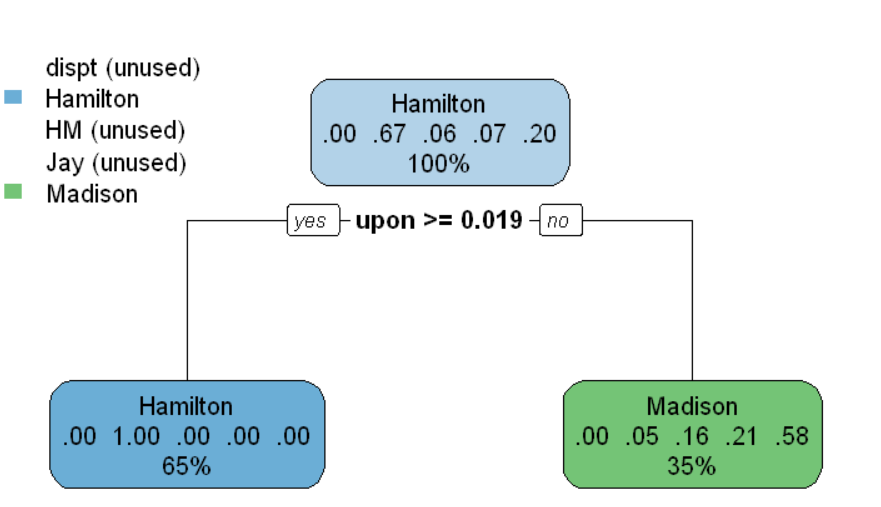 dispt (unused)
Hamilton
HM (unused)
Jay (unused)
Madison
Hamilton
.00 .67 .06 .07 .20
100%
yes upon >= 0.019 no
Hamilton
.00 1.00 .00 .00 .00
65%
Madison
.00 .05 .16 .21 .58
35%